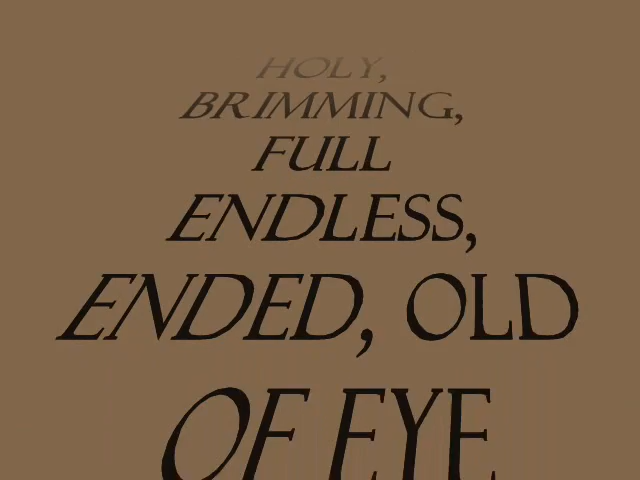 HOLY,
BRIMMING,
FULL
ENDLESS,
ENDED, OLD
OF EYE